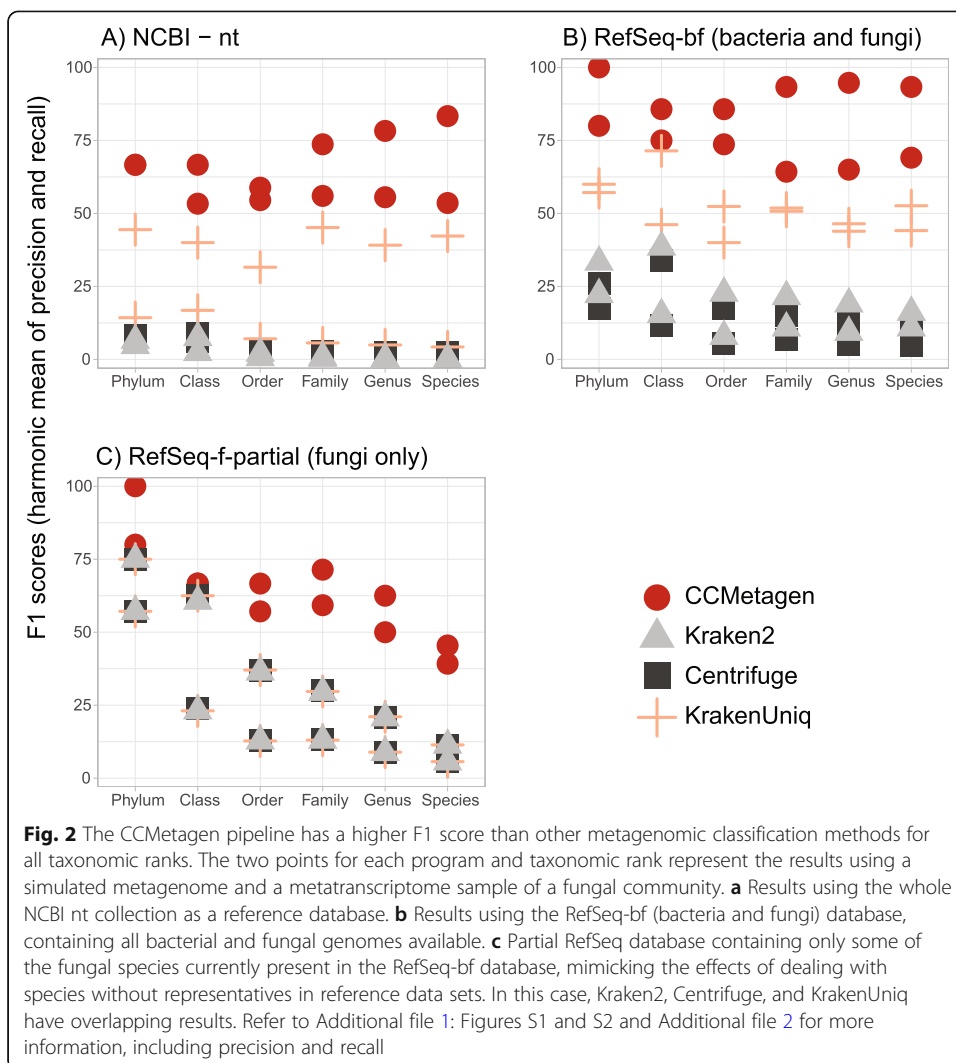 A) NCBI − nt
100
75
50
25
0
Phylum Class Order Family Genus Species
B) RefSeq-bf (bacteria and fungi)
100
75
50
25
0
Phylum Class Order Family Genus Species
F1 scores (harmonic mean of precision and recall)
C) RefSeq-f-partial (fungi only)
100
75
50
25
0
Phylum Class Order Family Genus Species
CCMetagen
Kraken2
Centrifuge
KrakenUniq
Fig. 2 The CCMetagen pipeline has a higher F1 score than other metagenomic classification methods for
all taxonomic ranks. The two points for each program and taxonomic rank represent the results using a
simulated metagenome and a metatranscriptome sample of a fungal community. a Results using the whole
NCBI nt collection as a reference database. b Results using the RefSeq-bf (bacteria and fungi) database,
containing all bacterial and fungal genomes available. c Partial RefSeq database containing only some of
the fungal species currently present in the RefSeq-bf database, mimicking the effects of dealing with
species without representatives in reference data sets. In this case, Kraken2, Centrifuge, and KrakenUniq
have overlapping results. Refer to Additional file 1: Figures S1 and S2 and Additional file 2 for more
information, including precision and recall